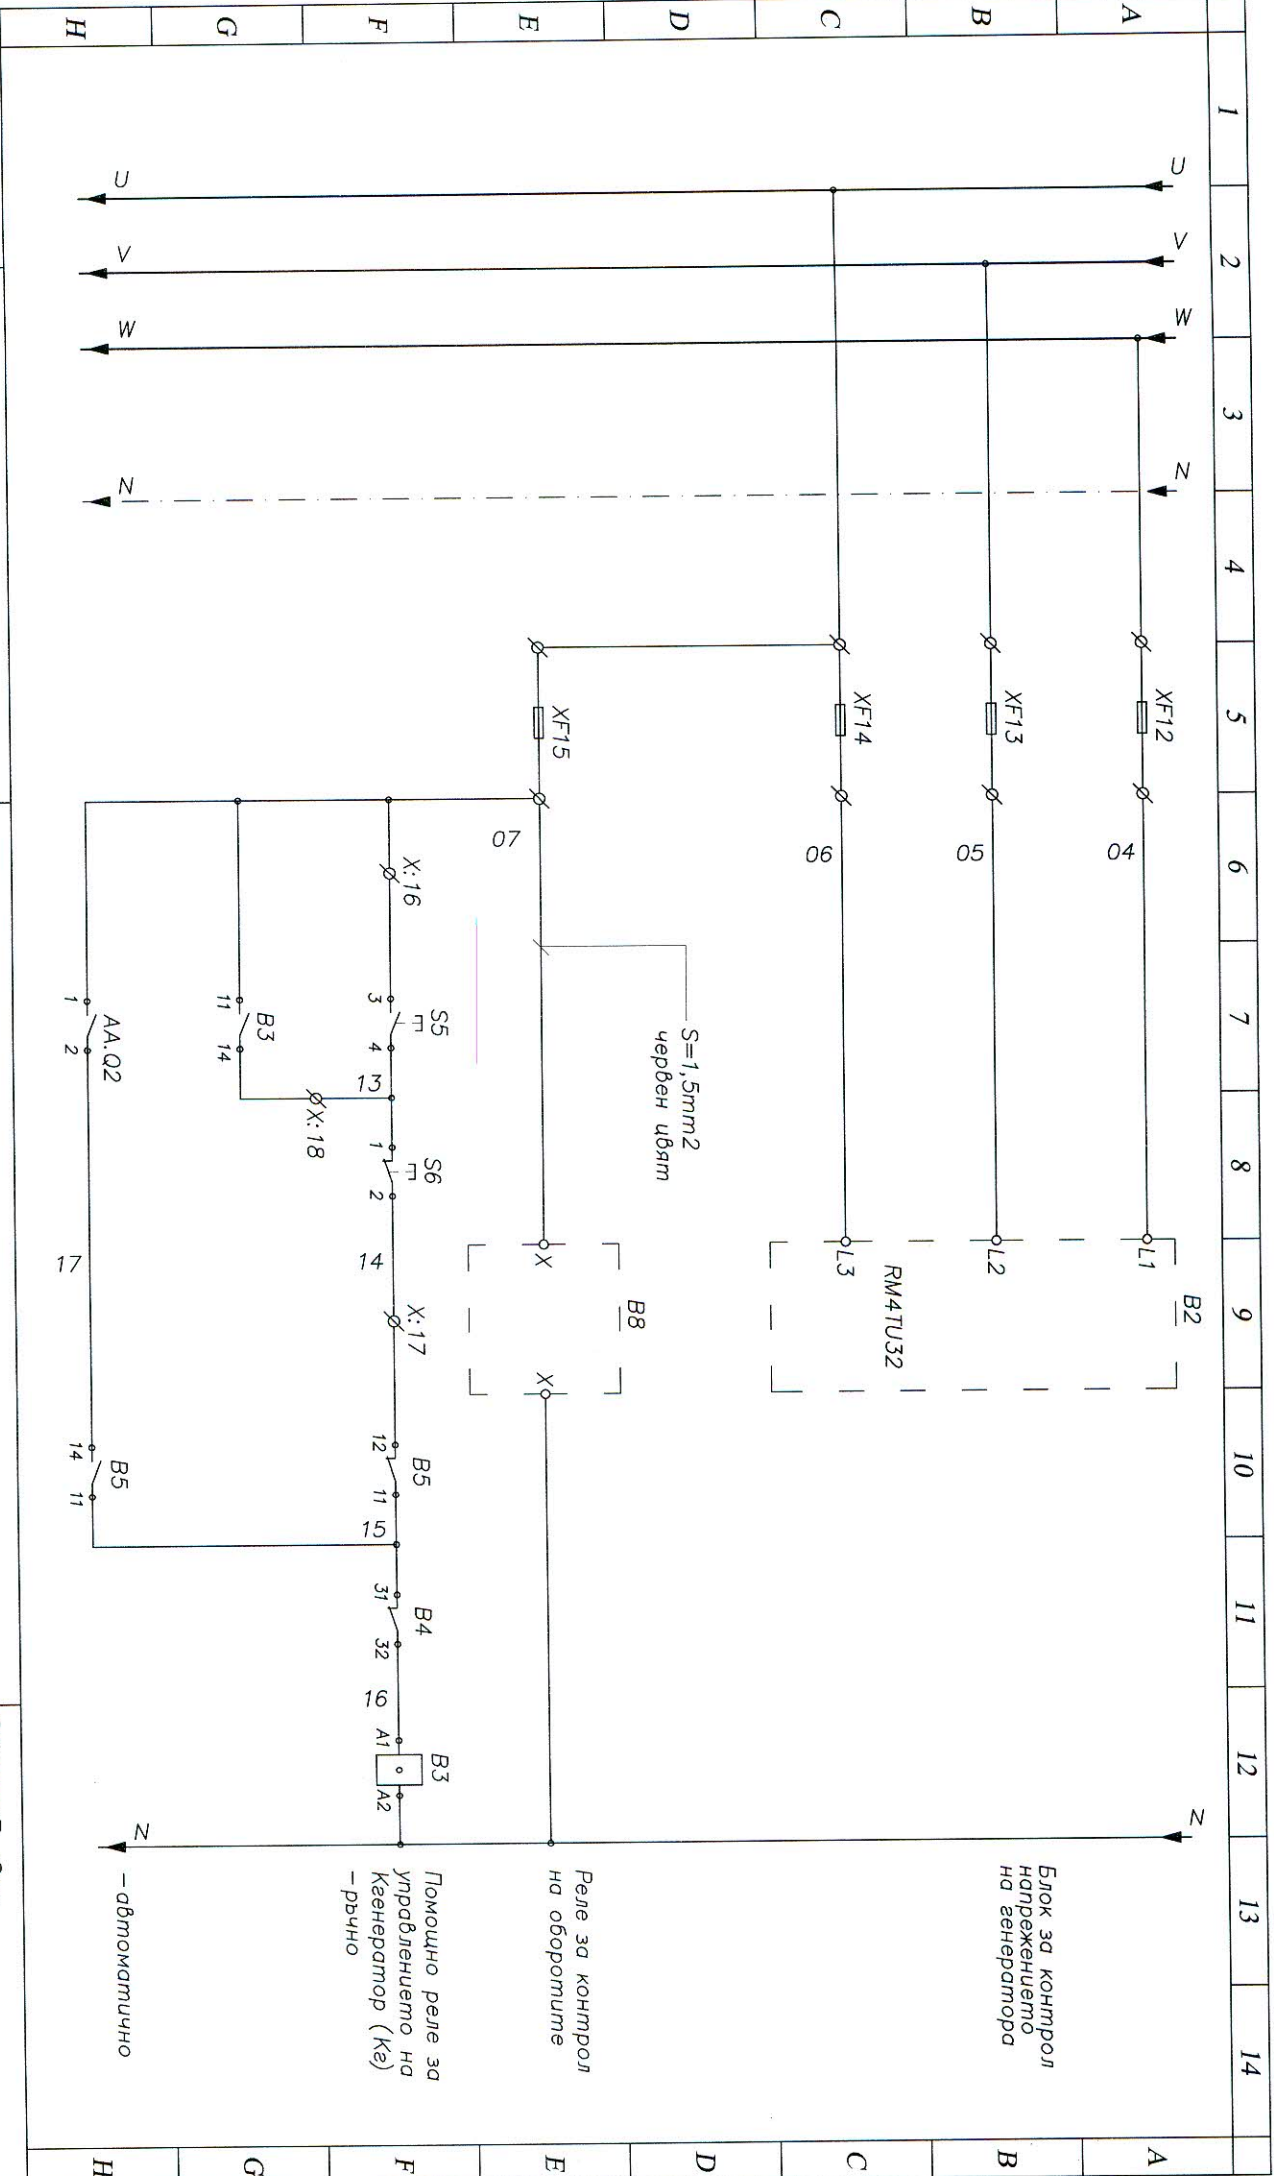 1 2 3 4 5 6 7 8 9 10 11 12 13 14
A A
U V W N
XF12
04
L1
B2
N
B B
XF13
05
L2
Блок за контрол
напрежението
на генератора
C C
XF14
06
L3
RM4TU32
D D
S=1,5mm2
червен цвят
B8
E E
XF15
07
X
X
Реле за контрол
на оборотите
F F
X:16
S5
3 4
13
S6
1 2
14
X:17
B5
12 11
15
B4
31 32
16
B3
A1 A2
Помощно реле за
управлението на
Кгенератор (Кг)
-ръчно
X:18
G G
B3
11 14
H H
U V W N
AA.Q2
1 2
17
B5
14 11
N
-автоматично